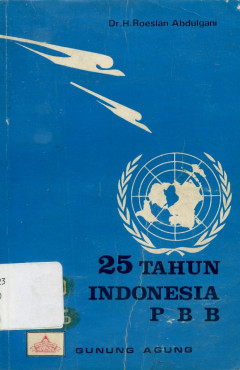 Dr.H.Roeslan Abdulgani
25 TAHUN
INDONESIA
P B B
GUNUNG AGUNG